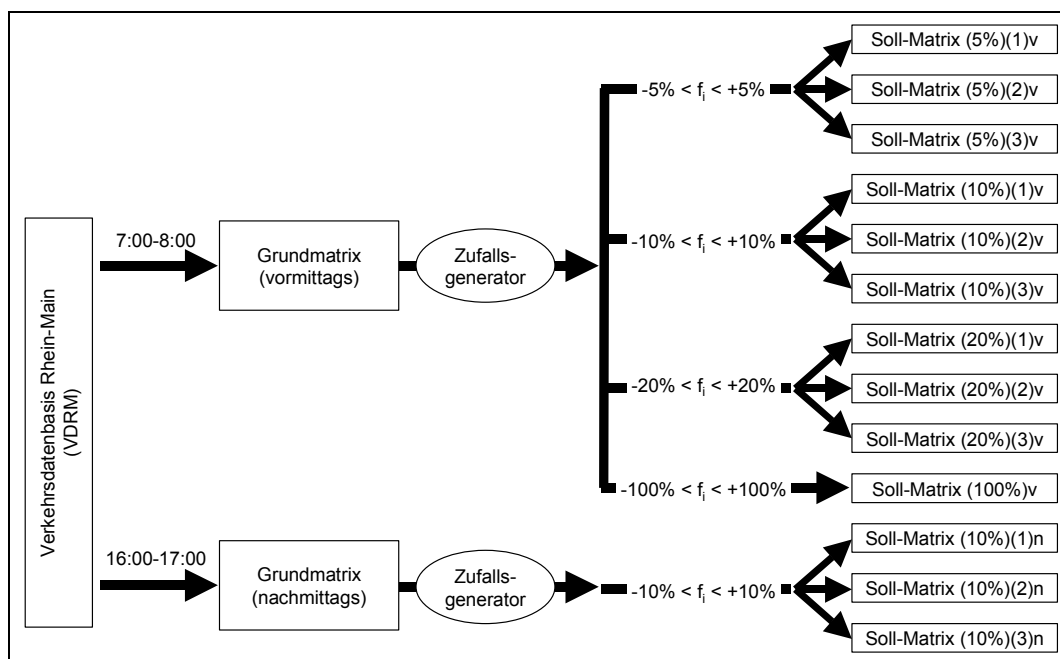 Verkehrsdatenbasis Rhein-Main
(VDRM)
7:00-8:00
Grundmatrix
(vormittags)
Zufalls-
generator
-5% < fi < +5%
Soll-Matrix (5%)(1)v
Soll-Matrix (5%)(2)v
Soll-Matrix (5%)(3)v
-10% < fi < +10%
Soll-Matrix (10%)(1)v
Soll-Matrix (10%)(2)v
Soll-Matrix (10%)(3)v
-20% < fi < +20%
Soll-Matrix (20%)(1)v
Soll-Matrix (20%)(2)v
Soll-Matrix (20%)(3)v
-100% < fi < +100%
Soll-Matrix (100%)v
16:00-17:00
Grundmatrix
(nachmittags)
Zufalls-
generator
-10% < fi < +10%
Soll-Matrix (10%)(1)n
Soll-Matrix (10%)(2)n
Soll-Matrix (10%)(3)n